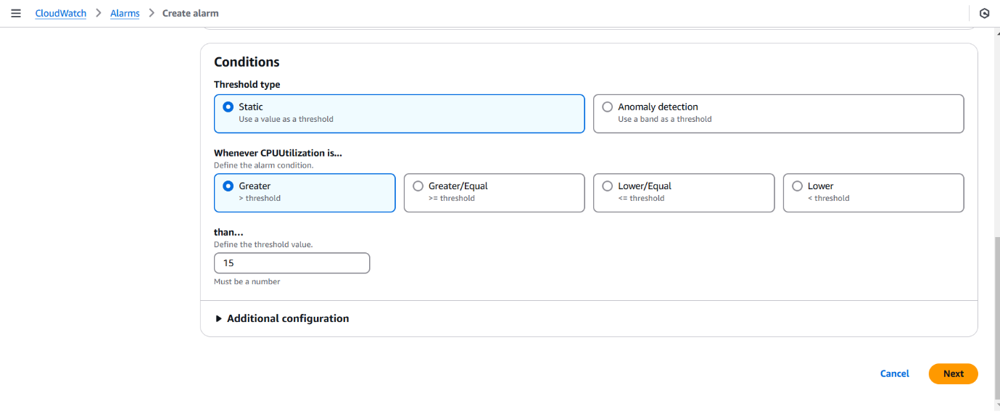 CloudWatch > Alarms > Create alarm
Conditions
Threshold type
Static
Use a value as a threshold
Anomaly detection
Use a band as a threshold
Whenever CPUUtilization is...
Define the alarm condition.
Greater
> threshold
Greater/Equal
>= threshold
Lower/Equal
<= threshold
Lower
< threshold
than...
Define the threshold value.
15
Must be a number
Additional configuration
Cancel
Next